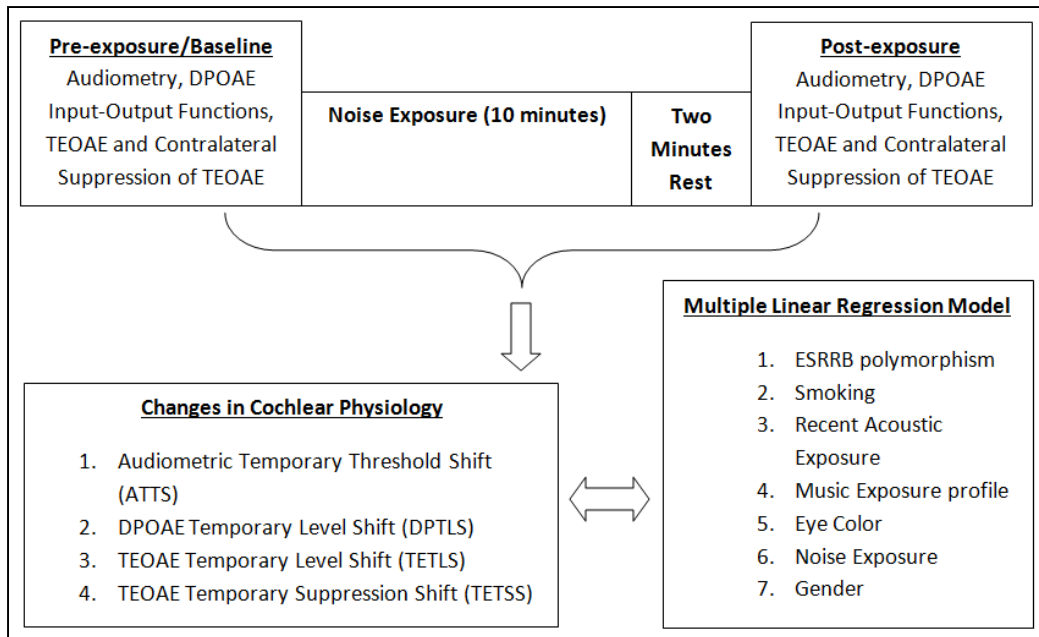 Pre-exposure/Baseline
Audiometry, DPOAE
Input-Output Functions,
TEOAE and Contralateral
Suppression of TEOAE
Noise Exposure (10 minutes)
Two
Minutes
Rest
Post-exposure
Audiometry, DPOAE
Input-Output Functions,
TEOAE and Contralateral
Suppression of TEOAE
Changes in Cochlear Physiology
1. Audiometric Temporary Threshold Shift
(ATTS)
2. DPOAE Temporary Level Shift (DPTLS)
3. TEOAE Temporary Level Shift (TETLS)
4. TEOAE Temporary Suppression Shift (TETSS)
Multiple Linear Regression Model
1. ESRRB polymorphism
2. Smoking
3. Recent Acoustic
Exposure
4. Music Exposure profile
5. Eye Color
6. Noise Exposure
7. Gender